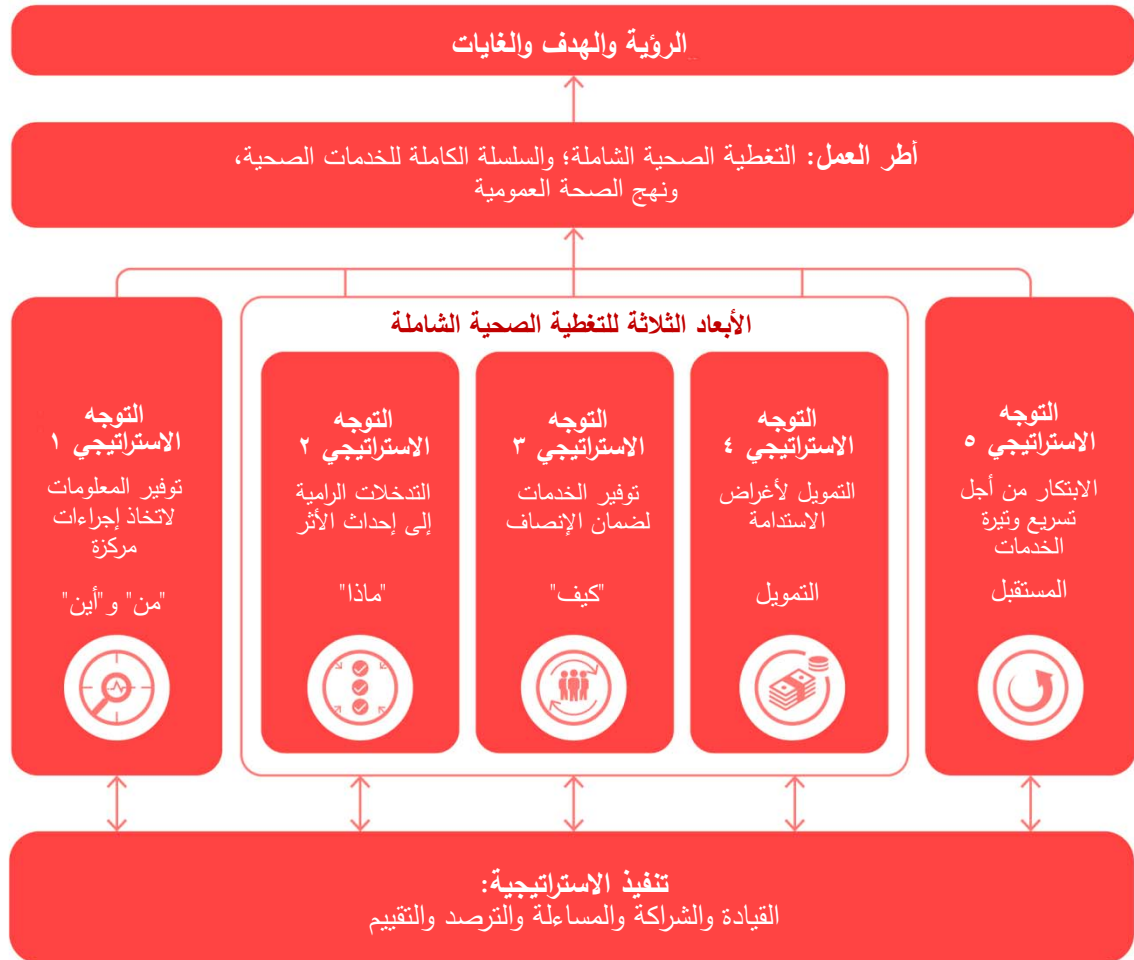 الرؤية والهدف والغايات
أطر العمل: التغطية الصحية الشاملة؛ والسلسلة الكاملة للخدمات الصحية،
ونهج الصحة العمومية
الأبعاد الثلاثة للتغطية الصحية الشاملة
التوجه
الاستراتيجي ١
توفير المعلومات
لاتخاذ إجراءات
مركزة
"من" و"أين"
التوجه
الاستراتيجي ٢
التدخلات الرامية
إلى إحداث الأثر
"ماذا"
التوجه
الاستراتيجي ٣
توفير الخدمات
لضمان الإنصاف
"كيف"
التوجه
الاستراتيجي ٤
التمويل لأغراض
الاستدامة
التمويل
التوجه
الاستراتيجي ٥
الابتكار من أجل
تسريع وتيرة
الخدمات
المستقبل
تنفيذ الاستراتيجية:
القيادة والشراكة والمساءلة والترصد والتقييم